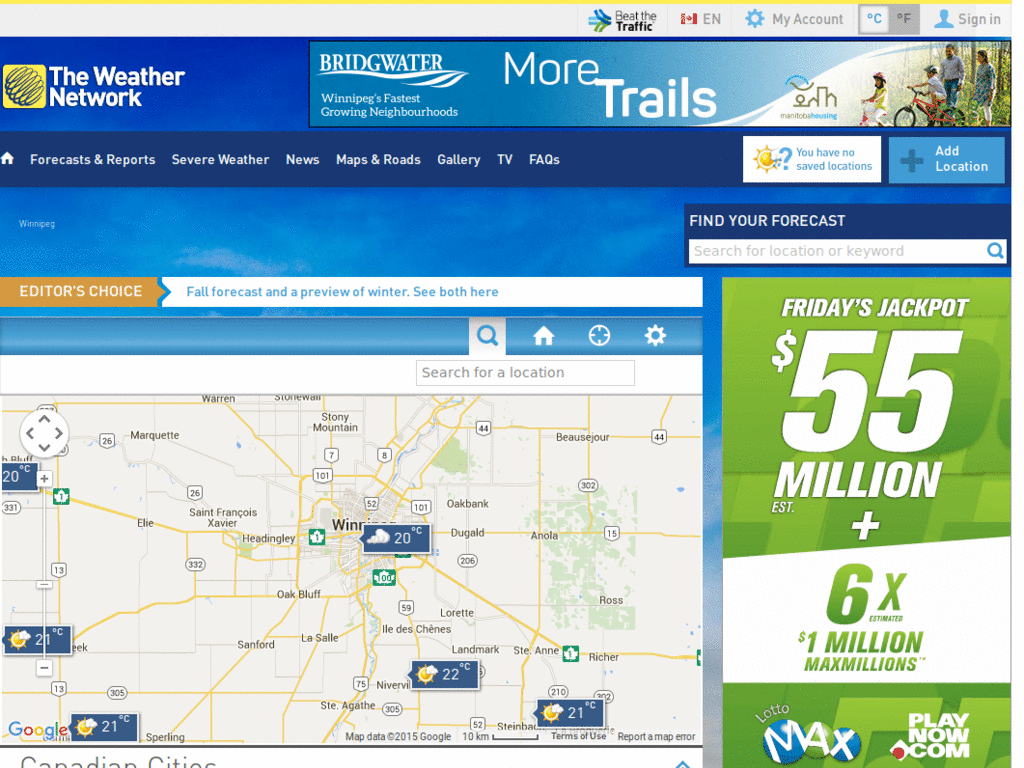 Beat the
Traffic
EN
My Account
°C
°F
Sign in
The Weather
Network
BRIDGWATER
Winnipeg's Fastest
Growing Neighbourhoods
More
Trails
manitobahousing
Forecasts & Reports
Severe Weather
News
Maps & Roads
Gallery
TV
FAQs
You have no
saved locations
Add
Location
Winnipeg
FIND YOUR FORECAST
Search for location or keyword
EDITOR'S CHOICE
Fall forecast and a preview of winter. See both here
Search for a location
Warren
Stonewall
Stony
Mountain
44
Marquette
26
Beausejour
44
7
8
20°C
101
1
26
302
331
52
101
Oakbank
Saint François
Xavier
Elie
Winnipeg
20°C
Headingley
1
Dugald
Anola
15
332
206
13
100
Oak Bluff
59
Ross
Lorette
21°C
Ile des Chênes
La Salle
Sanford
Landmark
Ste. Anne
1
Richer
22°C
13
305
75
Niverville
210
302
Ste. Agathe
305
21°C
Google
21°C
Sperling
52
Steinbach
Map data ©2015 Google
10 km
Terms of Use
Report a map error
Canadian Cities
FRIDAY'S JACKPOT
$55
MILLION
EST.
+
6X
ESTIMATED
$1 MILLION
MAXMILLIONS™
Lotto
MAX
PLAY
NOW
.COM